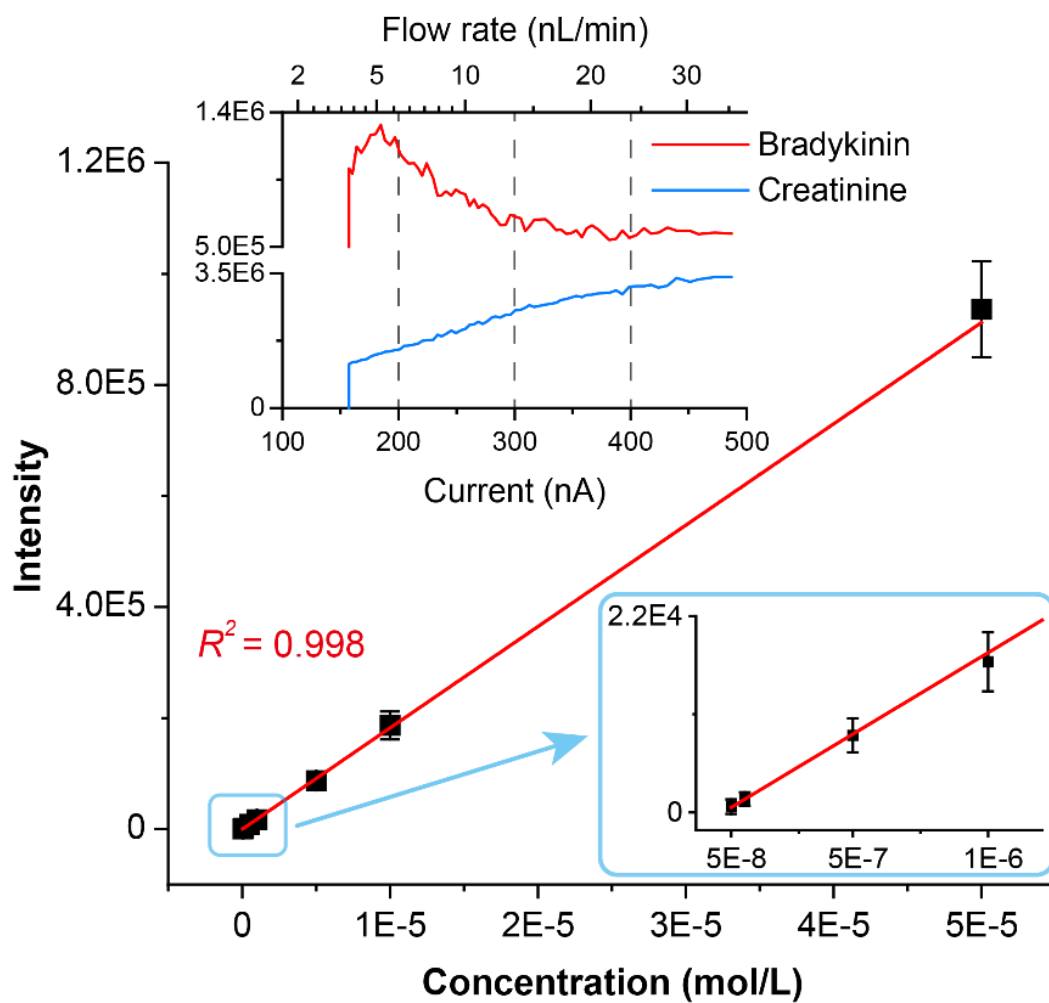 Flow rate (nL/min)
2 5 10 20 30
1.4E6
Bradykinin
Creatinine
5.0E5
3.5E6
0
100 200 300 400 500
Current (nA)
1.2E6
8.0E5
4.0E5
0
Intensity
R² = 0.998
2.2E4
0
5E-8 5E-7 1E-6
0 1E-5 2E-5 3E-5 4E-5 5E-5
Concentration (mol/L)